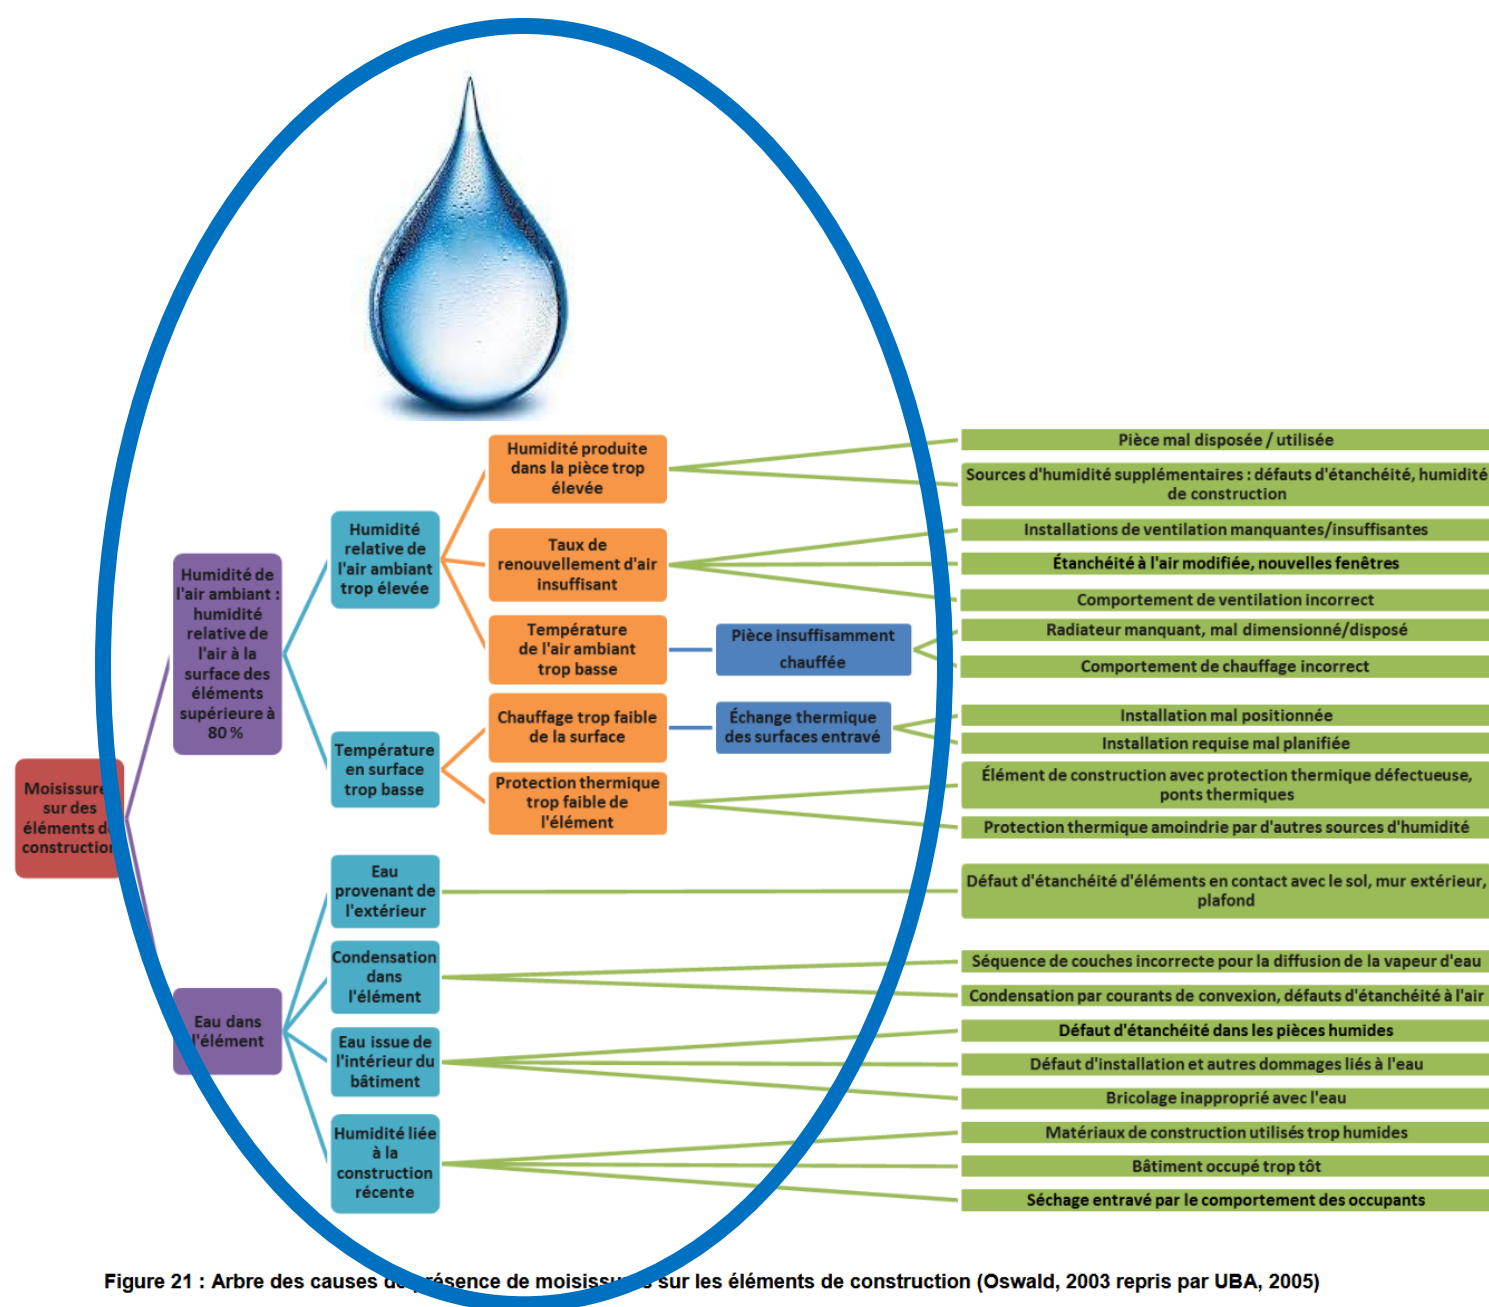 Humidité produite
dans la pièce trop
élevée
Pièce mal disposée / utilisée
Sources d'humidité supplémentaires : défauts d'étanchéité, humidité
de construction
Humidité
relative de
l'air ambiant
trop élevée
Taux de
renouvellement d'air
insuffisant
Installations de ventilation manquantes/insuffisantes
Étanchéité à l'air modifiée, nouvelles fenêtres
Comportement de ventilation incorrect
Humidité de
l'air ambiant :
humidité
relative de
l'air à la
surface des
éléments
supérieure à
80 %
Température
de l'air ambiant
trop basse
Pièce insuffisamment
chauffée
Radiateur manquant, mal dimensionné/disposé
Comportement de chauffage incorrect
Température
en surface
trop basse
Chauffage trop faible
de la surface
Échange thermique
des surfaces entravé
Installation mal positionnée
Installation requise mal planifiée
Protection thermique
trop faible de
l'élément
Élément de construction avec protection thermique défectueuse,
ponts thermiques
Protection thermique amoindrie par d'autres sources d'humidité
Moisissures
sur des
éléments de
construction
Eau
provenant de
l'extérieur
Défaut d'étanchéité d'éléments en contact avec le sol, mur extérieur,
plafond
Condensation
dans
l'élément
Séquence de couches incorrecte pour la diffusion de la vapeur d'eau
Condensation par courants de convexion, défauts d'étanchéité à l'air
Eau dans
l'élément
Eau issue de
l'intérieur du
bâtiment
Défaut d'étanchéité dans les pièces humides
Défaut d'installation et autres dommages liés à l'eau
Bricolage inapproprié avec l'eau
Humidité liée
à la
construction
récente
Matériaux de construction utilisés trop humides
Bâtiment occupé trop tôt
Séchage entravé par le comportement des occupants
Figure 21 : Arbre des causes de présence de moisissures sur les éléments de construction (Oswald, 2003 repris par UBA, 2005)